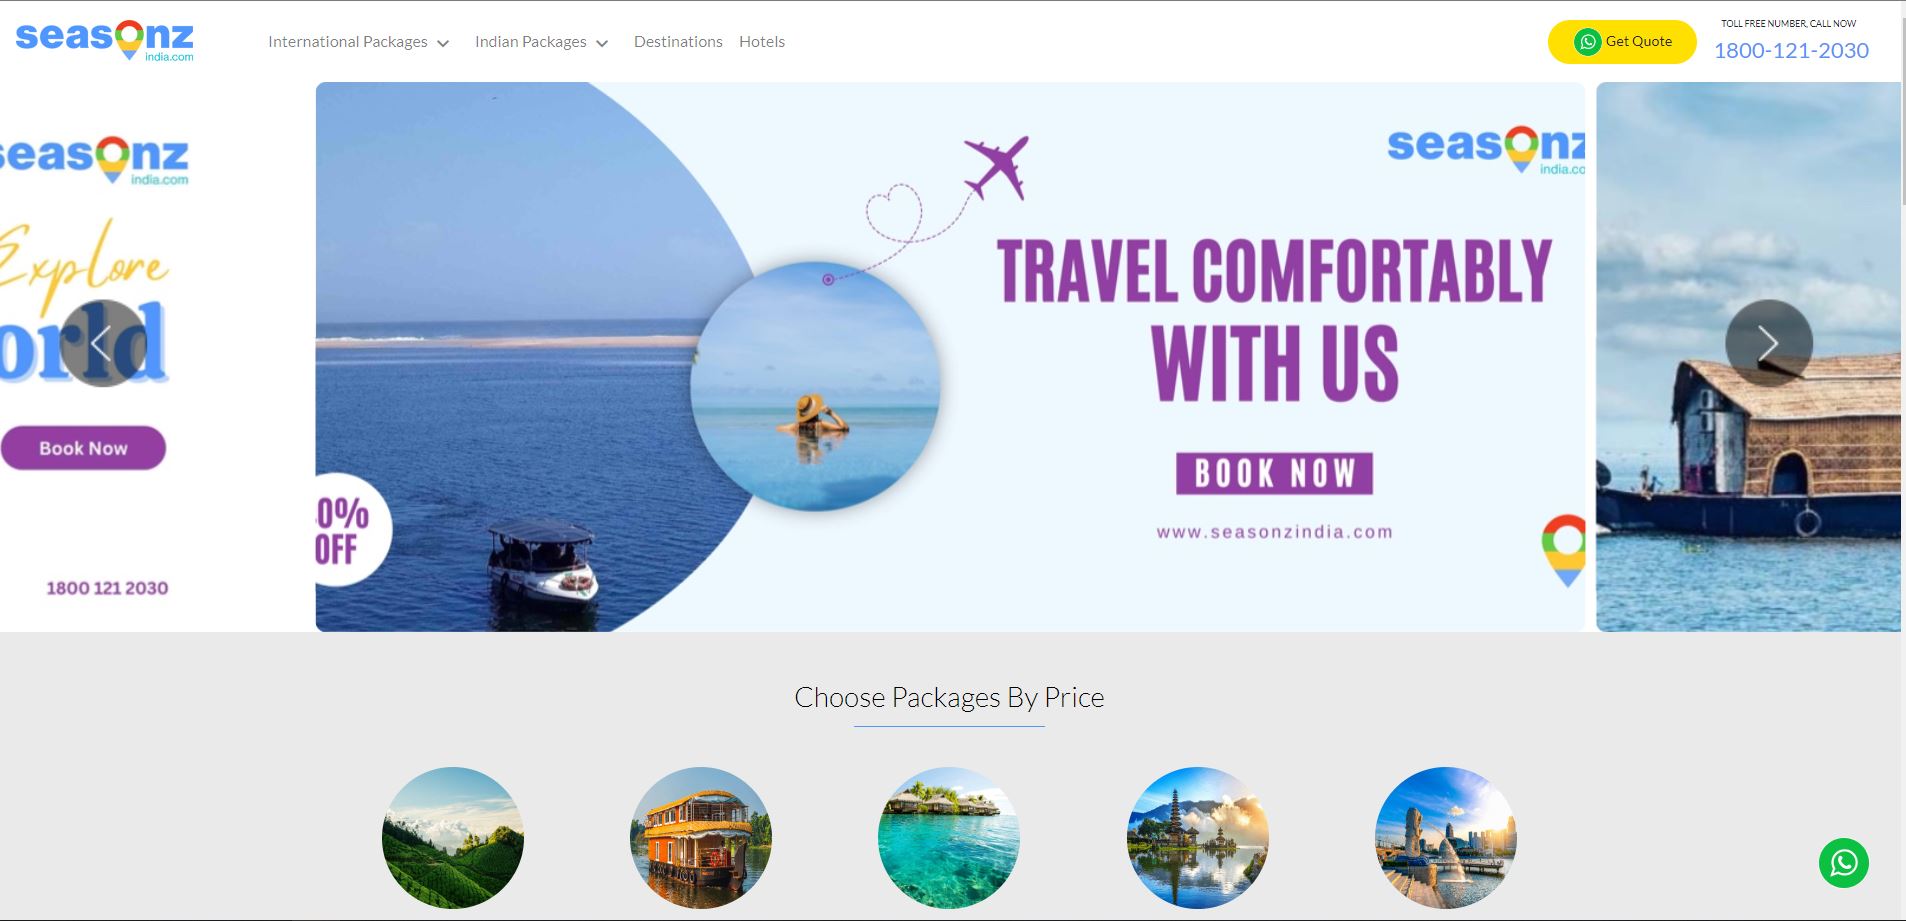 seasonz
india.com
International Packages
Indian Packages
Destinations
Hotels
Get Quote
TOLL FREE NUMBER, CALL NOW
1800-121-2030
seasonz
india.com
Explore
orld
Book Now
1800 121 2030
0%
OFF
seasonz
india.co
TRAVEL COMFORTABLY
WITH US
BOOK NOW
www.seasonzindia.com
Choose Packages By Price